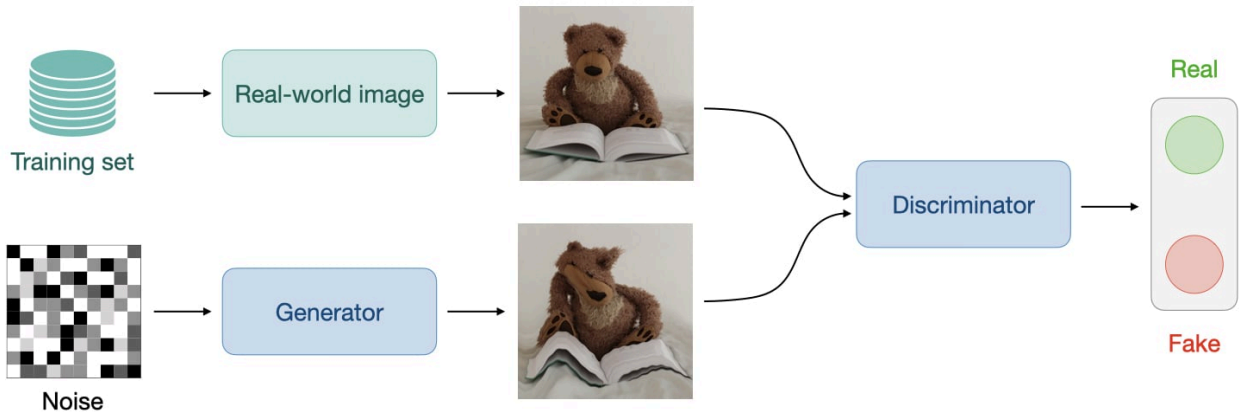 Training set
Real-world image
Noise
Generator
Discriminator
Real
Fake